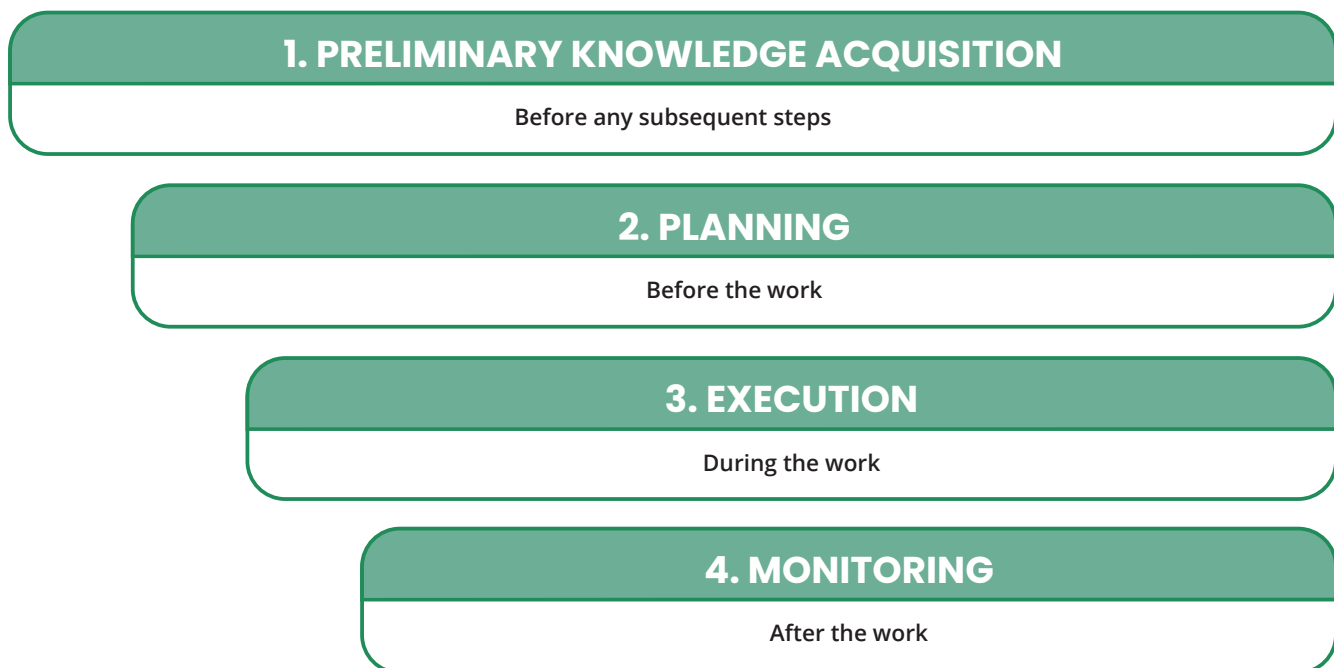 1. PRELIMINARY KNOWLEDGE ACQUISITION
Before any subsequent steps
2. PLANNING
Before the work
3. EXECUTION
During the work
4. MONITORING
After the work